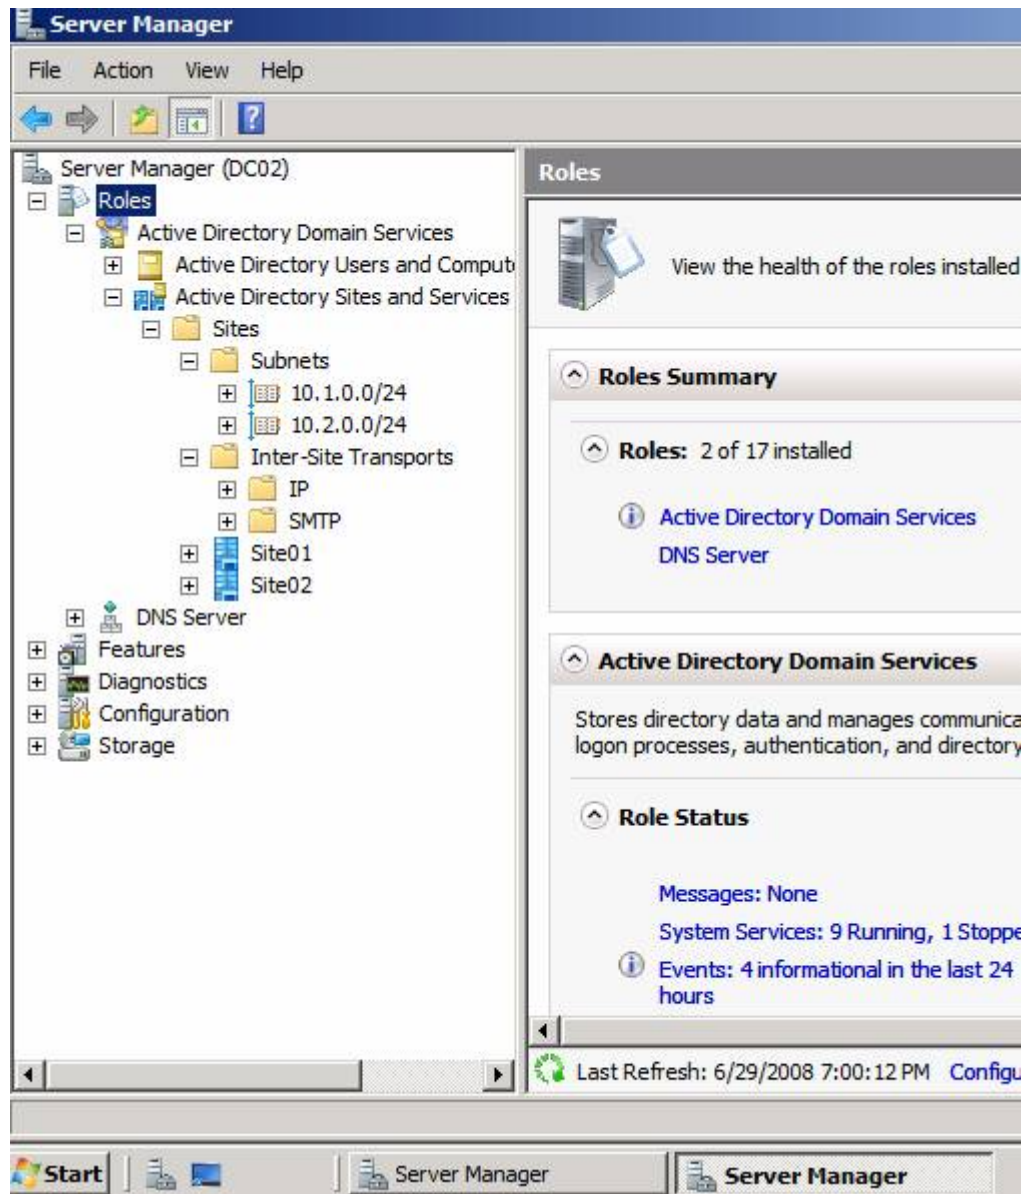 Server Manager
File Action View Help
Server Manager (DC02)
Roles
Active Directory Domain Services
Active Directory Users and Comput
Active Directory Sites and Services
Sites
Subnets
10.1.0.0/24
10.2.0.0/24
Inter-Site Transports
IP
SMTP
Site01
Site02
DNS Server
Features
Diagnostics
Configuration
Storage
Roles
View the health of the roles installed
Roles Summary
Roles: 2 of 17 installed
Active Directory Domain Services
DNS Server
Active Directory Domain Services
Stores directory data and manages communica
logon processes, authentication, and directory
Role Status
Messages: None
System Services: 9 Running, 1 Stoppe
Events: 4 informational in the last 24
hours
Last Refresh: 6/29/2008 7:00:12 PM Configu
Start Server Manager Server Manager